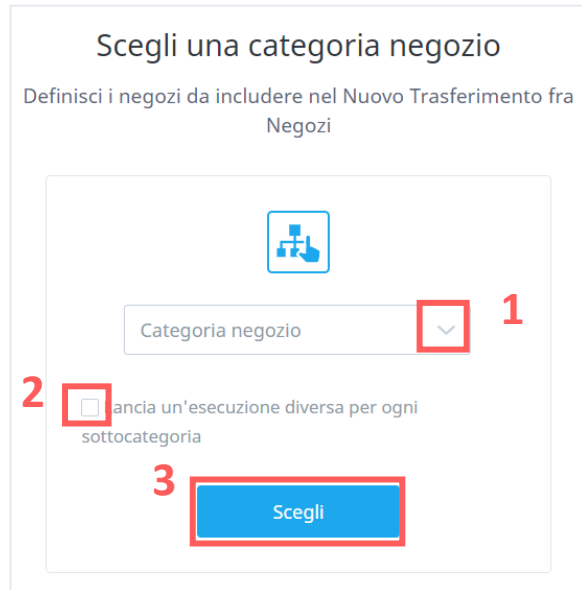 Scegli una categoria negozio
Definisci i negozi da includere nel Nuovo Trasferimento fra
Negozi
Categoria negozio
1
2
Lancia un'esecuzione diversa per ogni
sottocategoria
3
Scegli